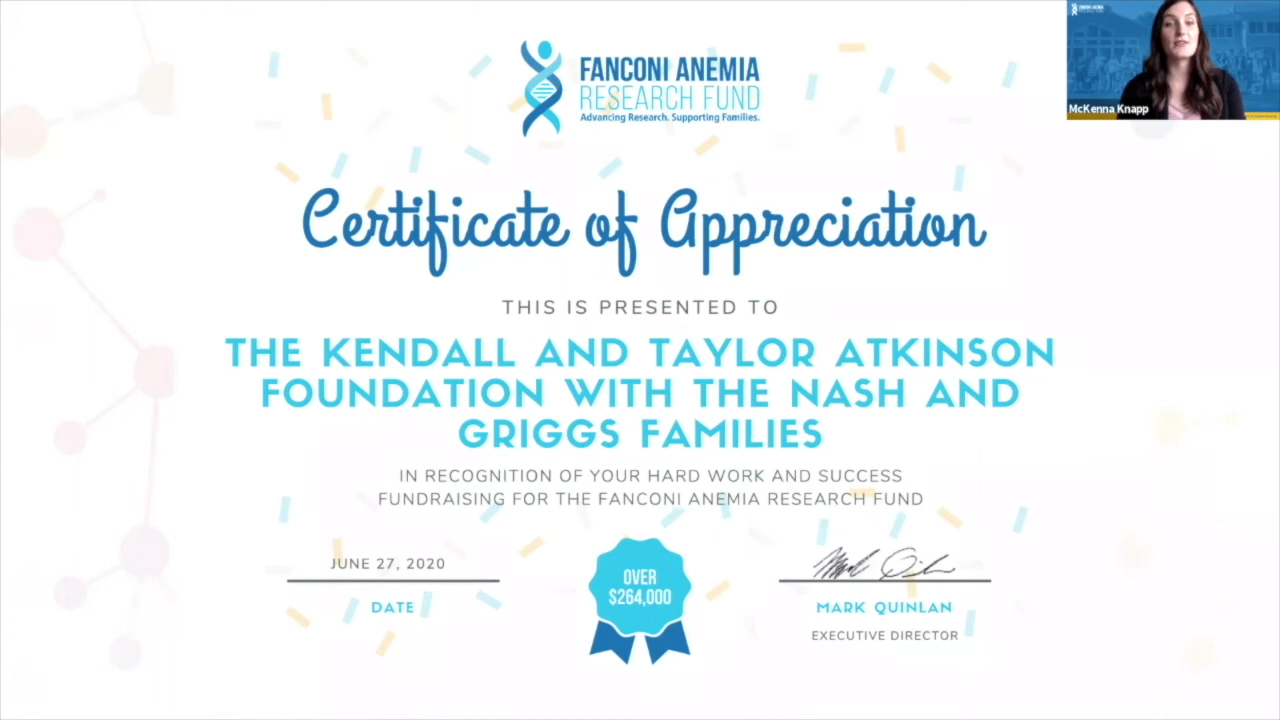 FANCONI ANEMIA
RESEARCH FUND
Advancing Research. Supporting Families.
McKenna Knapp
Certificate of Appreciation
THIS IS PRESENTED TO
THE KENDALL AND TAYLOR ATKINSON
FOUNDATION WITH THE NASH AND
GRIGGS FAMILIES
IN RECOGNITION OF YOUR HARD WORK AND SUCCESS
FUNDRAISING FOR THE FANCONI ANEMIA RESEARCH FUND
JUNE 27, 2020
DATE
OVER
$264,000
MARK QUINLAN
EXECUTIVE DIRECTOR